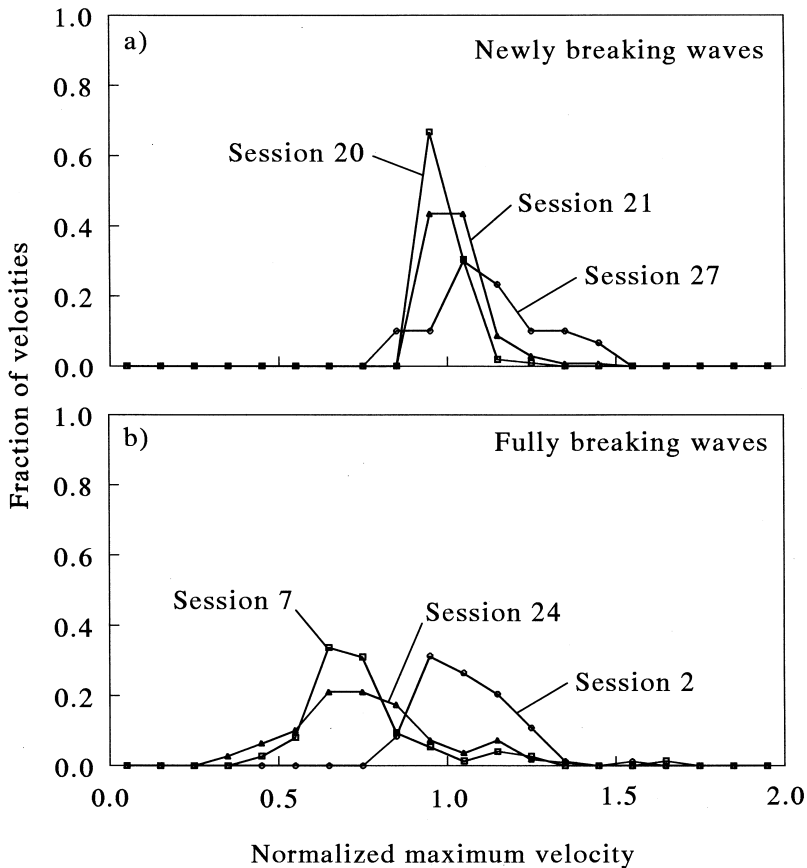 1.0
a)
Newly breaking waves
0.8
Session 20
0.6
Session 21
0.4
Session 27
0.2
0.0
Fraction of velocities
1.0
b)
Fully breaking waves
0.8
0.6
Session 7
Session 24
0.4
Session 2
0.2
0.0
0.0 0.5 1.0 1.5 2.0
Normalized maximum velocity